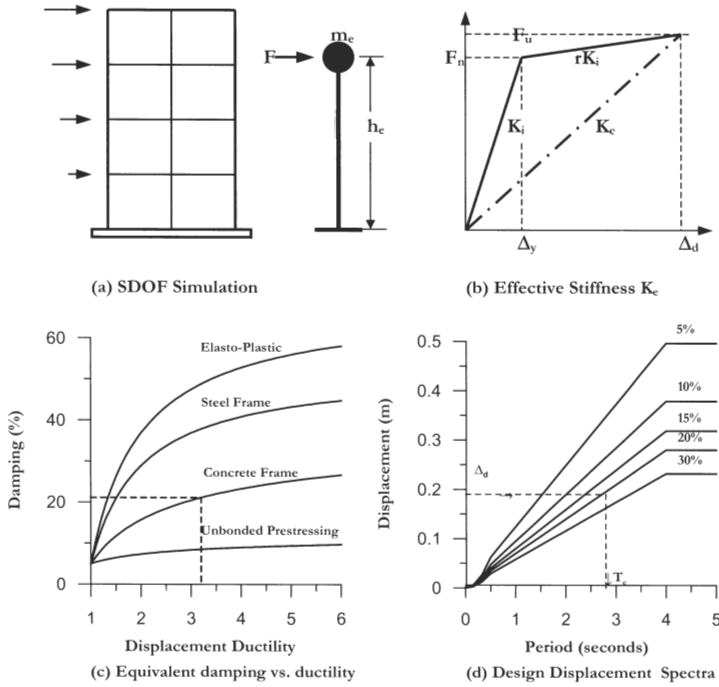 F
mₑ
hₑ
(a) SDOF Simulation
Fᵤ
Fₙ
rKᵢ
Kᵢ
Kₑ
Δᵧ
Δ_d
(b) Effective Stiffness Kₑ
60
40
20
0
Damping (%)
Elasto-Plastic
Steel Frame
Concrete Frame
Unbonded Prestressing
1 2 3 4 5 6
Displacement Ductility
(c) Equivalent damping vs. ductility
0.5
0.4
0.3
0.2
0.1
0
Displacement (m)
5%
10%
15%
20%
30%
Δ_d
Tₑ
0 1 2 3 4 5
Period (seconds)
(d) Design Displacement Spectra